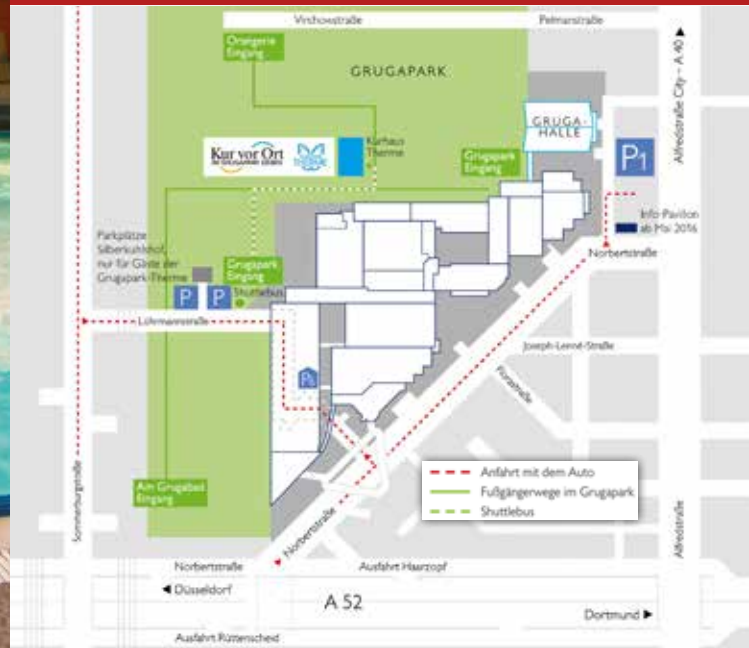 Virchowstraße
Pelmanstraße
Orangerie
Eingang
GRUGAPARK
Alfredstraße City – A 40
GRUGA-
HALLE
Kur vor Ort
THERME
Kurhaus
Therme
Grugapark
Eingang
P1
Info-Pavilion
ab Mai 2016
Norbertstraße
Parkplätze
Silberkuhlshof,
nur für Gäste der
Grugapark-Therme
Grugapark
Eingang
P
P
Shuttlebus
Lührmannstraße
Joseph-Lenné-Straße
Florastraße
Sommerburgstraße
Am Grugabad
Eingang
Anfahrt mit dem Auto
Fußgängerwege im Grugapark
Shuttlebus
Norbertstraße
Alfredstraße
Norbertstraße
Ausfahrt Haarzopf
Düsseldorf
A 52
Dortmund
Ausfahrt Rüttenscheid